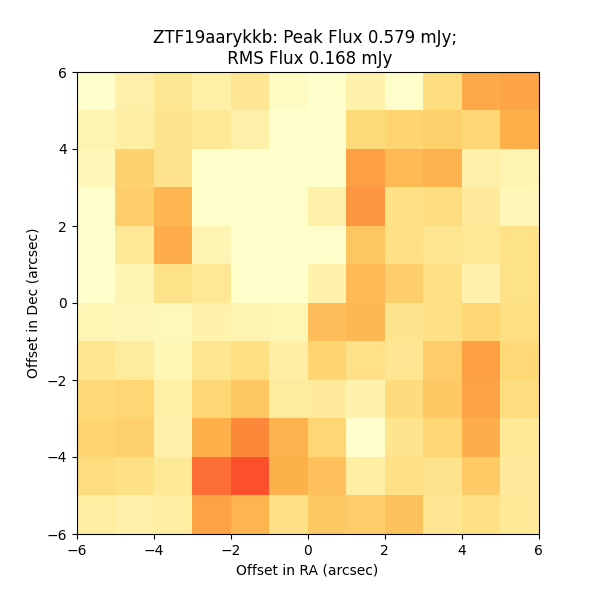 ZTF19aarykkb: Peak Flux 0.579 mJy;
RMS Flux 0.168 mJy
6
4
2
0
−2
−4
−6
Offset in Dec (arcsec)
−6 −4 −2 0 2 4 6
Offset in RA (arcsec)